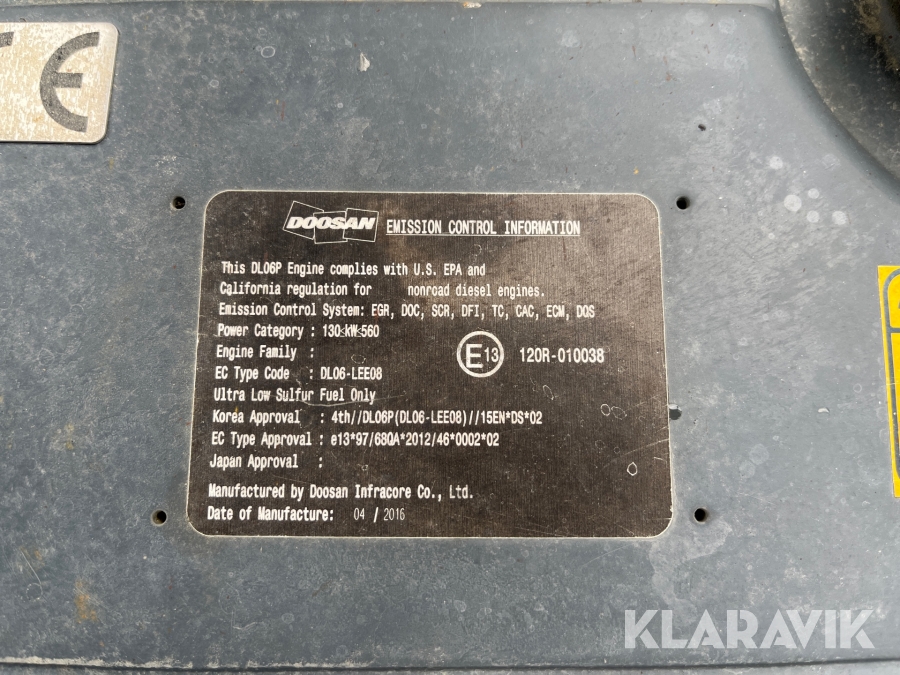 CE
DOOSAN EMISSION CONTROL INFORMATION
This DL06P Engine complies with U.S. EPA and
California regulation for nonroad diesel engines.
Emission Control System: EGR, DOC, SCR, DFI, TC, CAC, ECM, DOS
Power Category : 130≤kW≤560
Engine Family :
E13 120R-010038
EC Type Code : DL06-LEE08
Ultra Low Sulfur Fuel Only
Korea Approval : 4th//DL06P(DL06-LEE08)//15EN*DS*02
EC Type Approval : e13*97/68QA*2012/46*0002*02
Japan Approval :
Manufactured by Doosan Infracore Co., Ltd.
Date of Manufacture: 04 / 2016
KLARAVIK